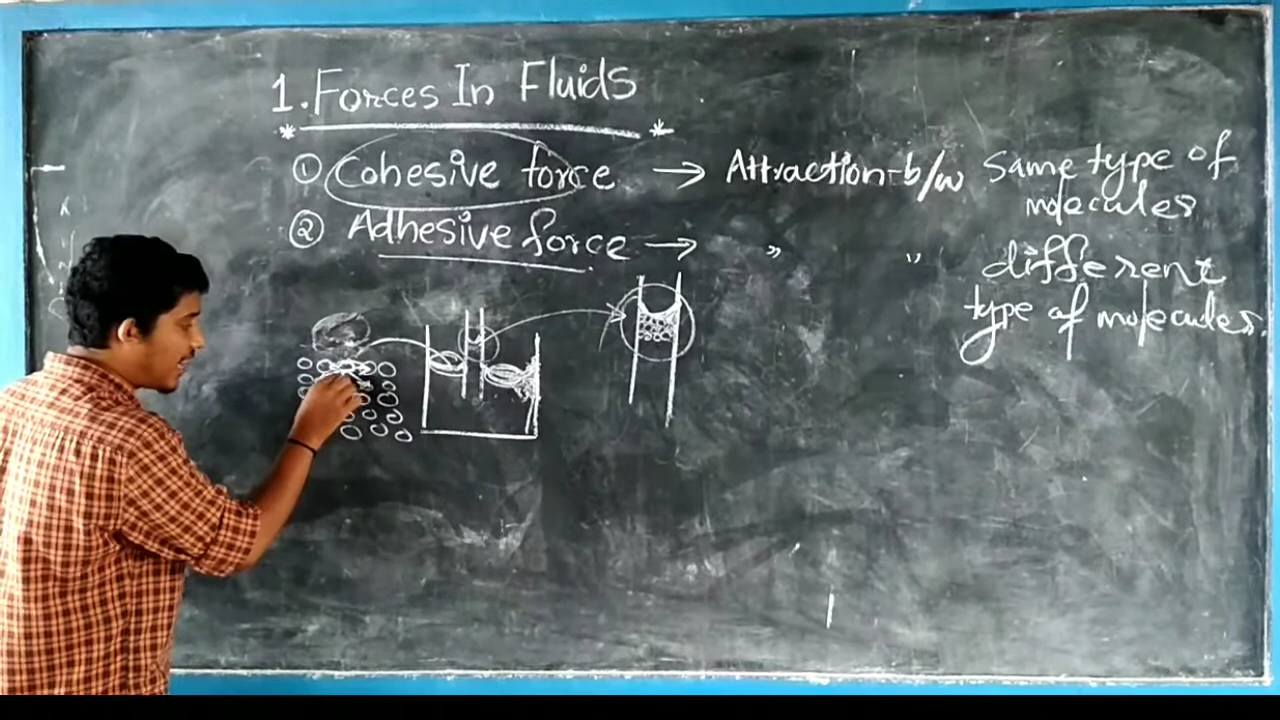 1. Forces In Fluids
① Cohesive force → Attraction b/w Same type of
molecules
② Adhesive force → " " different
type of molecules.